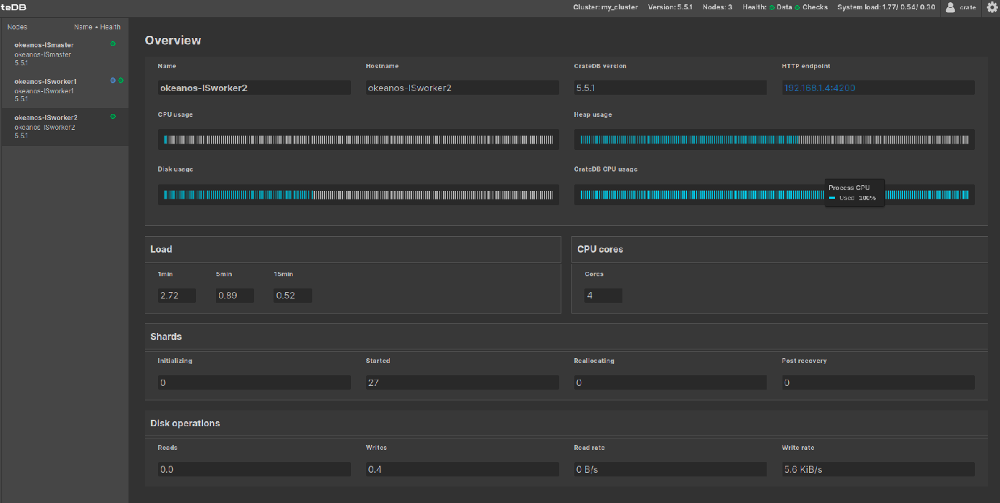 teDB
Cluster: my_cluster Version: 5.5.1 Nodes: 3 Health: Data Checks System load: 1.77/ 0.54/ 0.30 crate
Nodes Name • Health
okeanos-ISmaster
okeanos-ISmaster
5.5.1
okeanos-ISworker1
okeanos-ISworker1
5.5.1
okeanos-ISworker2
okeanos-ISworker2
5.5.1
Overview
Name Hostname CrateDB version HTTP endpoint
okeanos-ISworker2 okeanos-ISworker2 5.5.1 192.168.1.4:4200
CPU usage Heap usage
Disk usage CrateDB CPU usage
Process CPU
Used 100%
Load CPU cores
1min 5min 15min Cores
2.72 0.89 0.52 4
Shards
Initializing Started Reallocating Post recovery
0 27 0 0
Disk operations
Reads Writes Read rate Write rate
0.0 0.4 0 B/s 5.6 KiB/s